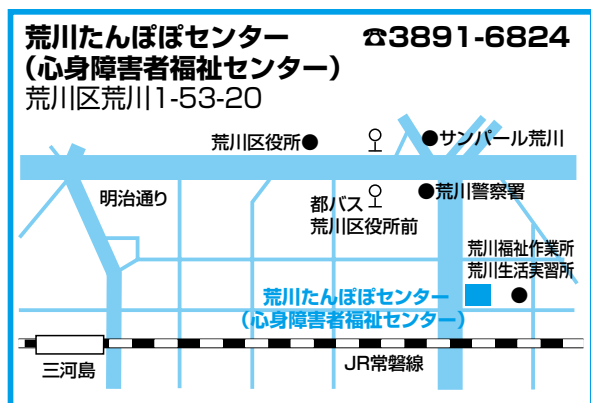 荒川たんぽぽセンター ☎3891-6824
(心身障害者福祉センター)
荒川区荒川1-53-20
荒川区役所
サンパール荒川
明治通り
荒川警察署
都バス
荒川区役所前
荒川福祉作業所
荒川生活実習所
荒川たんぽぽセンター
(心身障害者福祉センター)
三河島
JR常磐線